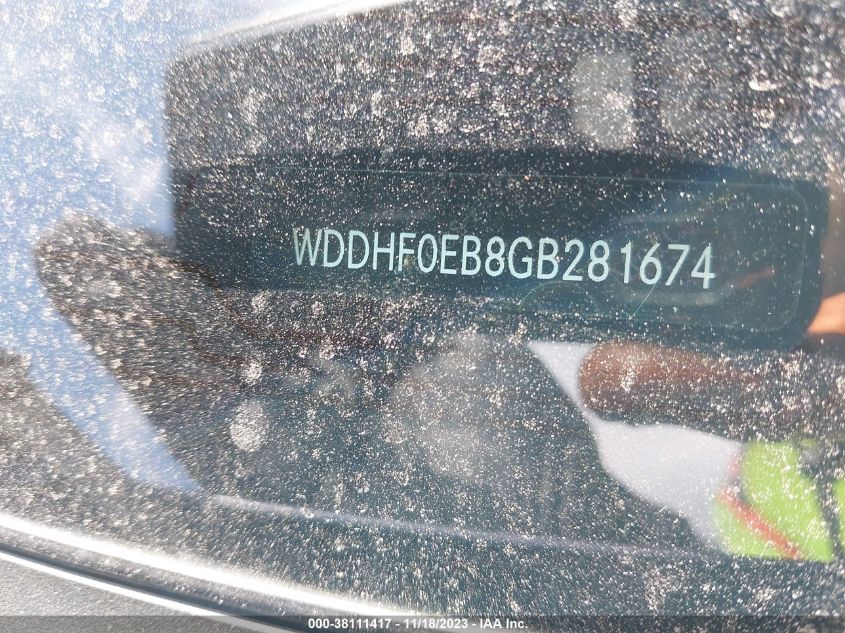 WDDHF0EB8GB281674
000-38111417 - 11/18/2023 - IAA Inc.